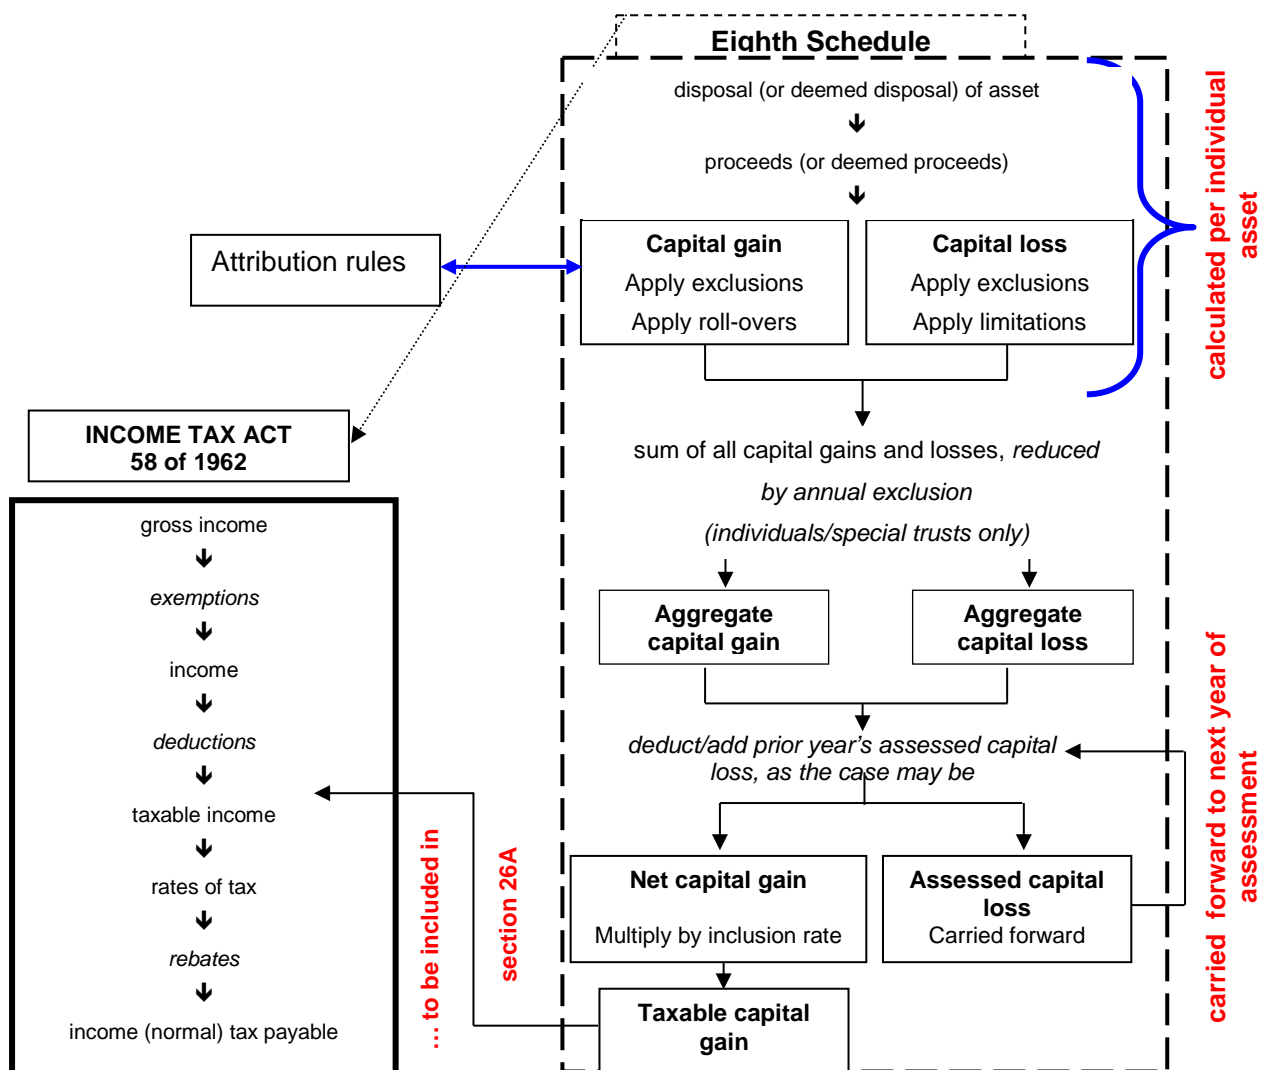 Eighth Schedule
disposal (or deemed disposal) of asset
proceeds (or deemed proceeds)
Attribution rules
Capital gain
Apply exclusions
Apply roll-overs
Capital loss
Apply exclusions
Apply limitations
calculated per individual
asset
INCOME TAX ACT
58 of 1962
gross income
exemptions
income
deductions
taxable income
rates of tax
rebates
income (normal) tax payable
sum of all capital gains and losses, reduced
by annual exclusion
(individuals/special trusts only)
Aggregate
capital gain
Aggregate
capital loss
deduct/add prior year’s assessed capital
loss, as the case may be
Net capital gain
Multiply by inclusion rate
Assessed capital
loss
Carried forward
carried forward to next year of
assessment
Taxable capital
gain
section 26A
… to be included in